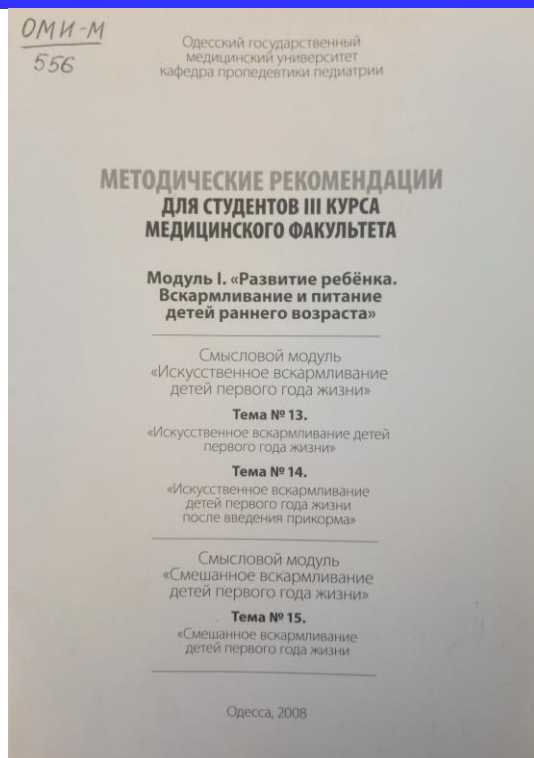 ОМИ-М
556
Одесский государственный
медицинский университет
кафедра пропедевтики педиатрии
МЕТОДИЧЕСКИЕ РЕКОМЕНДАЦИИ
ДЛЯ СТУДЕНТОВ III КУРСА
МЕДИЦИНСКОГО ФАКУЛЬТЕТА
Модуль I. «Развитие ребёнка.
Вскармливание и питание
детей раннего возраста»
Смысловой модуль
«Искусственное вскармливание
детей первого года жизни»
Тема № 13.
«Искусственное вскармливание детей
первого года жизни»
Тема № 14.
«Искусственное вскармливание
детей первого года жизни
после введения прикорма»
Смысловой модуль
«Смешанное вскармливание
детей первого года жизни»
Тема № 15.
«Смешанное вскармливание
детей первого года жизни
Одесса, 2008